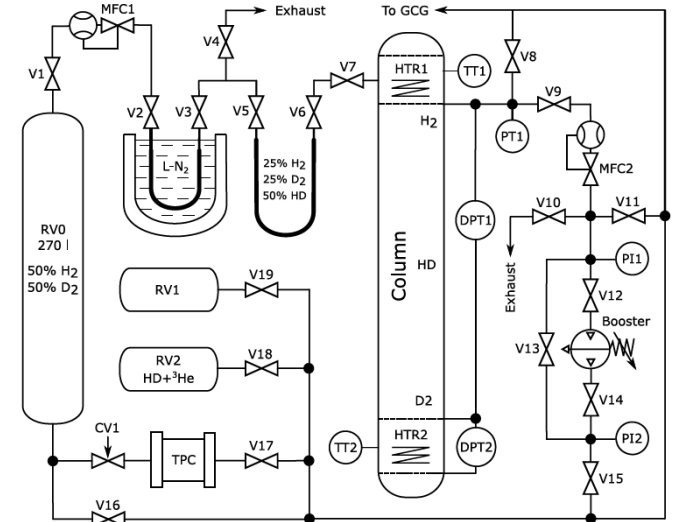 MFC1
Exhaust
To GCG
V4
V1
V8
HTR1
TT1
V7
V9
V2
V3
V5
V6
H2
PT1
L-N2
25% H2
25% D2
50% HD
MFC2
RV0
270 l
50% H2
50% D2
V10
V11
DPT1
Column
HD
Exhaust
PI1
V19
RV1
V12
Booster
V13
V18
RV2
HD+³He
D2
V14
CV1
HTR2
TT2
DPT2
PI2
TPC
V17
V15
V16